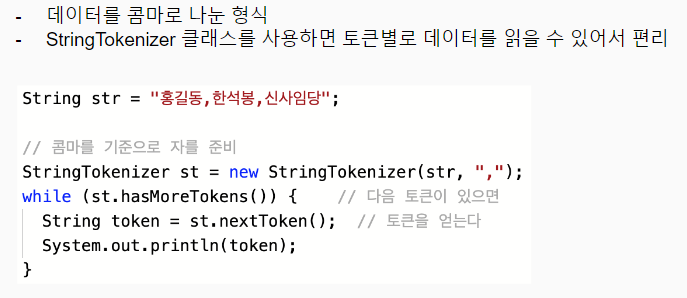 - 데이터를 콤마로 나눈 형식
- StringTokenizer 클래스를 사용하면 토큰별로 데이터를 읽을 수 있어서 편리
String str = "홍길동,한석봉,신사임당";
// 콤마를 기준으로 자를 준비
StringTokenizer st = new StringTokenizer(str, ",");
while (st.hasMoreTokens()) {    // 다음 토큰이 있으면
  String token = st.nextToken();  // 토큰을 얻는다
  System.out.println(token);
}